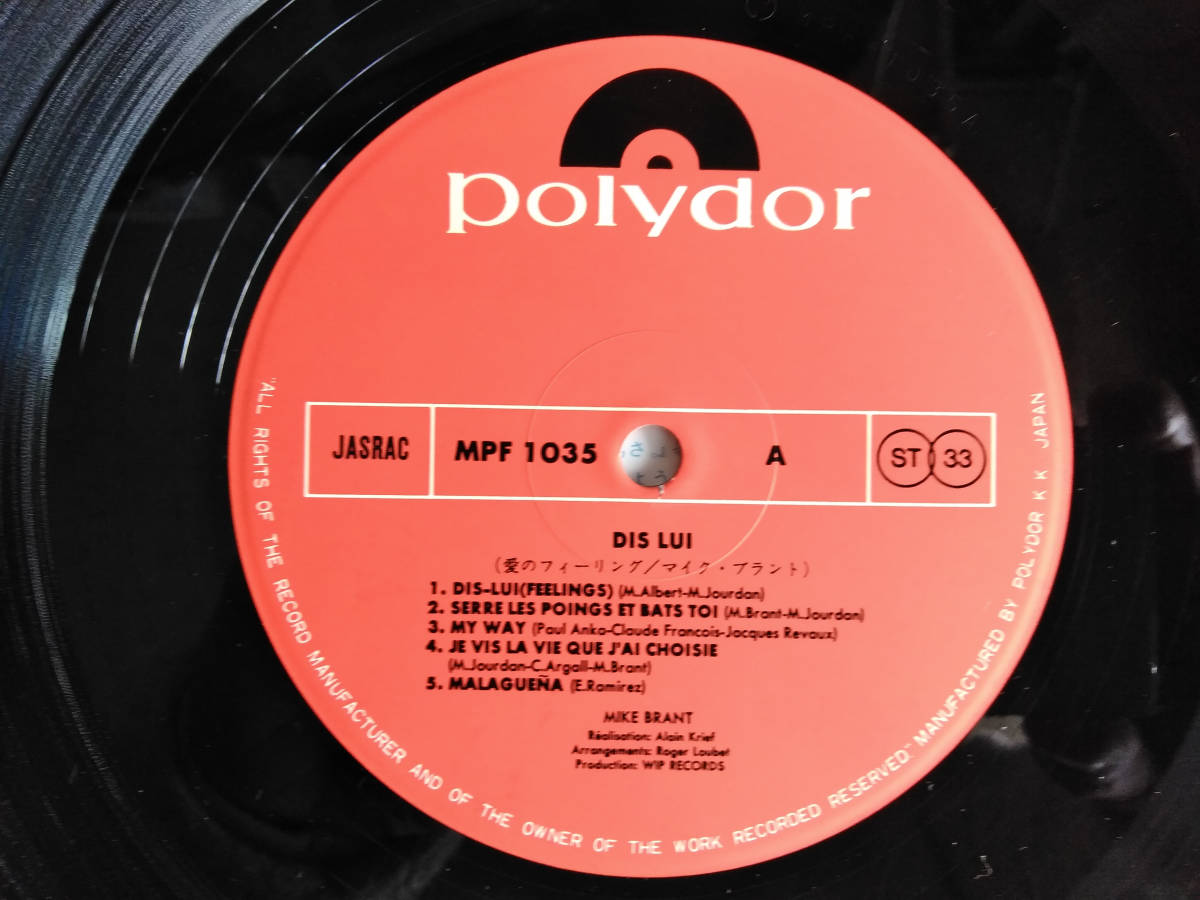 polydor
JASRAC
MPF 1035
A
ST 33
DIS LUI
(愛のフィーリング/マイク・ブラント)
1. DIS-LUI(FEELINGS) (M.Albert-M.Jourdan)
2. SERRE LES POINGS ET BATS TOI (M.Brant-M.Jourdan)
3. MY WAY (Paul Anka-Claude Francois-Jacques Revaux)
4. JE VIS LA VIE QUE J'AI CHOISIE
(M.Jourdan-C.Argall-M.Brant)
5. MALAGUEÑA (E.Ramirez)
MIKE BRANT
Réalisation: Alain Krief
Arrangements: Roger Loubet
Production: WIP RECORDS
"ALL RIGHTS OF THE RECORD MANUFACTURER AND OF THE OWNER OF THE WORK RECORDED RESERVED." MANUFACTURED BY POLYDOR K K JAPAN